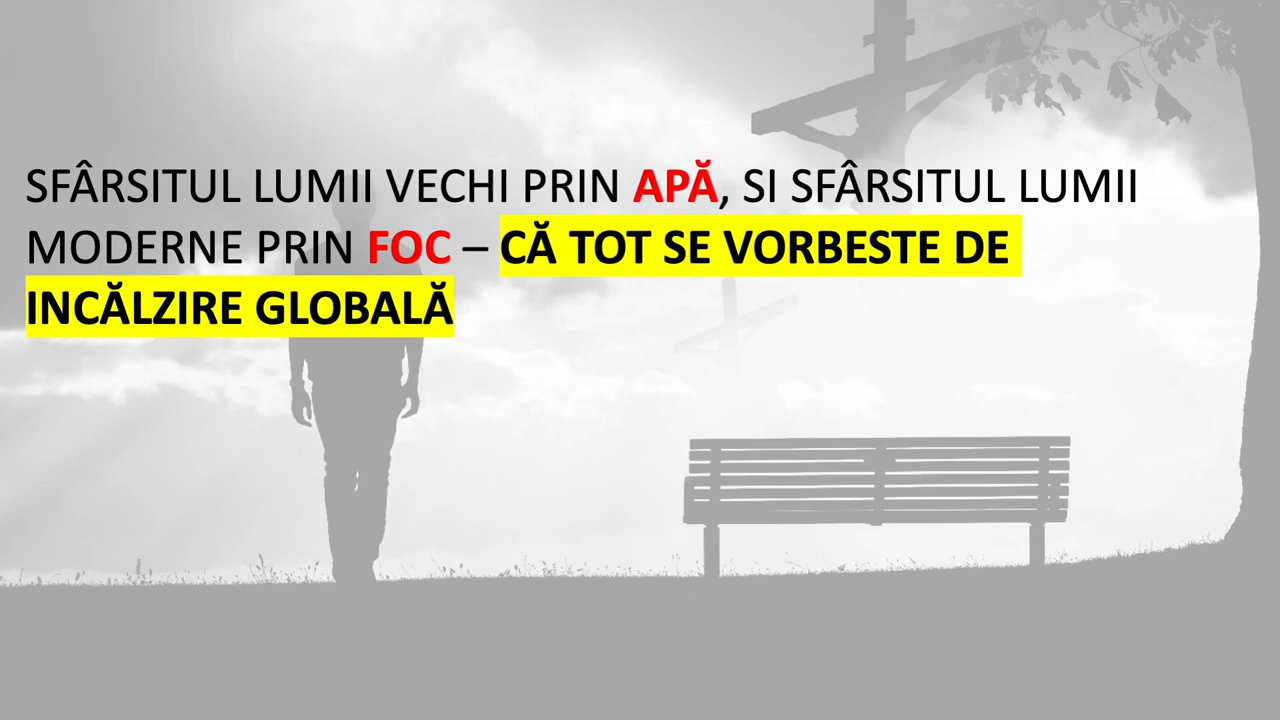 SFÂRSITUL LUMII VECHI PRIN APĂ, SI SFÂRSITUL LUMII
MODERNE PRIN FOC – CĂ TOT SE VORBESTE DE
INCĂLZIRE GLOBALĂ